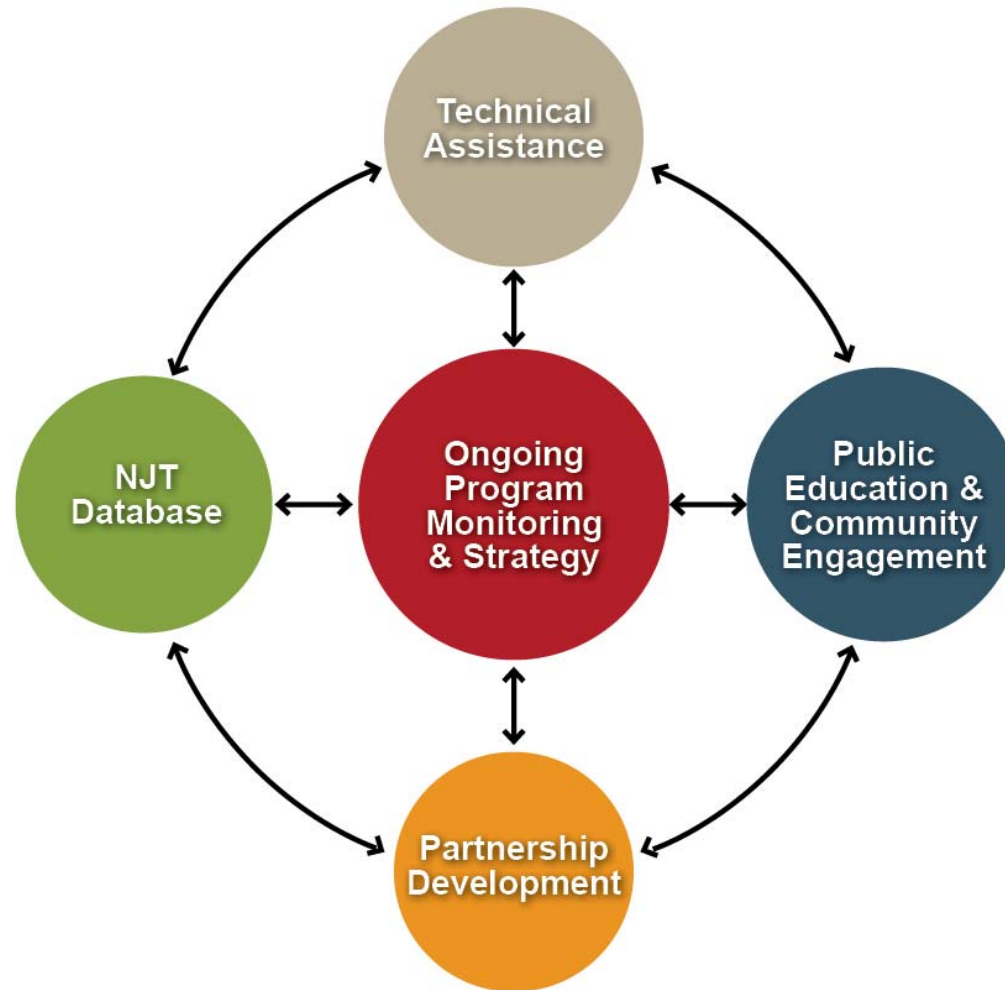 Technical
Assistance
NJT
Database
Ongoing
Program
Monitoring
& Strategy
Public
Education &
Community
Engagement
Partnership
Development